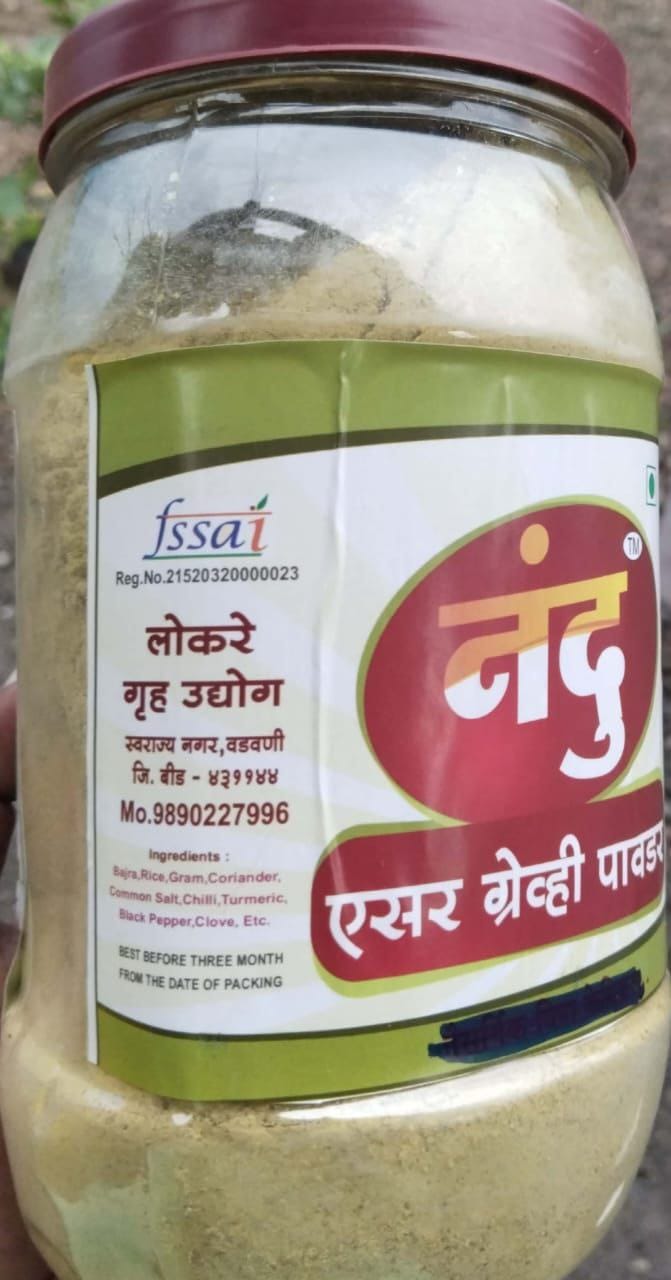 fssai
Reg.No.21520320000023
लोकरे
गृह उद्योग
स्वराज्य नगर,वडवणी
जि. बीड - ४३११४४
Mo.9890227996
Ingredients :
Bajra,Rice,Gram,Coriander,
Common Salt,Chilli,Turmeric,
Black Pepper,Clove, Etc.
BEST BEFORE THREE MONTH
FROM THE DATE OF PACKING
नंदु
TM
एसर ग्रेव्ही पावडर